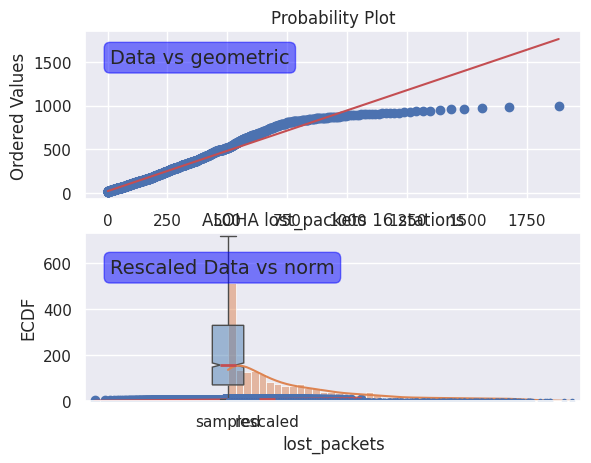 Probability Plot
Data vs geometric
Ordered Values
1500
1000
500
0
0 250 500 750 1000 1250 1500 1750
ALOHA lost_packets 16 stations
Rescaled Data vs norm
ECDF
600
400
200
0
sampled rescaled
lost_packets